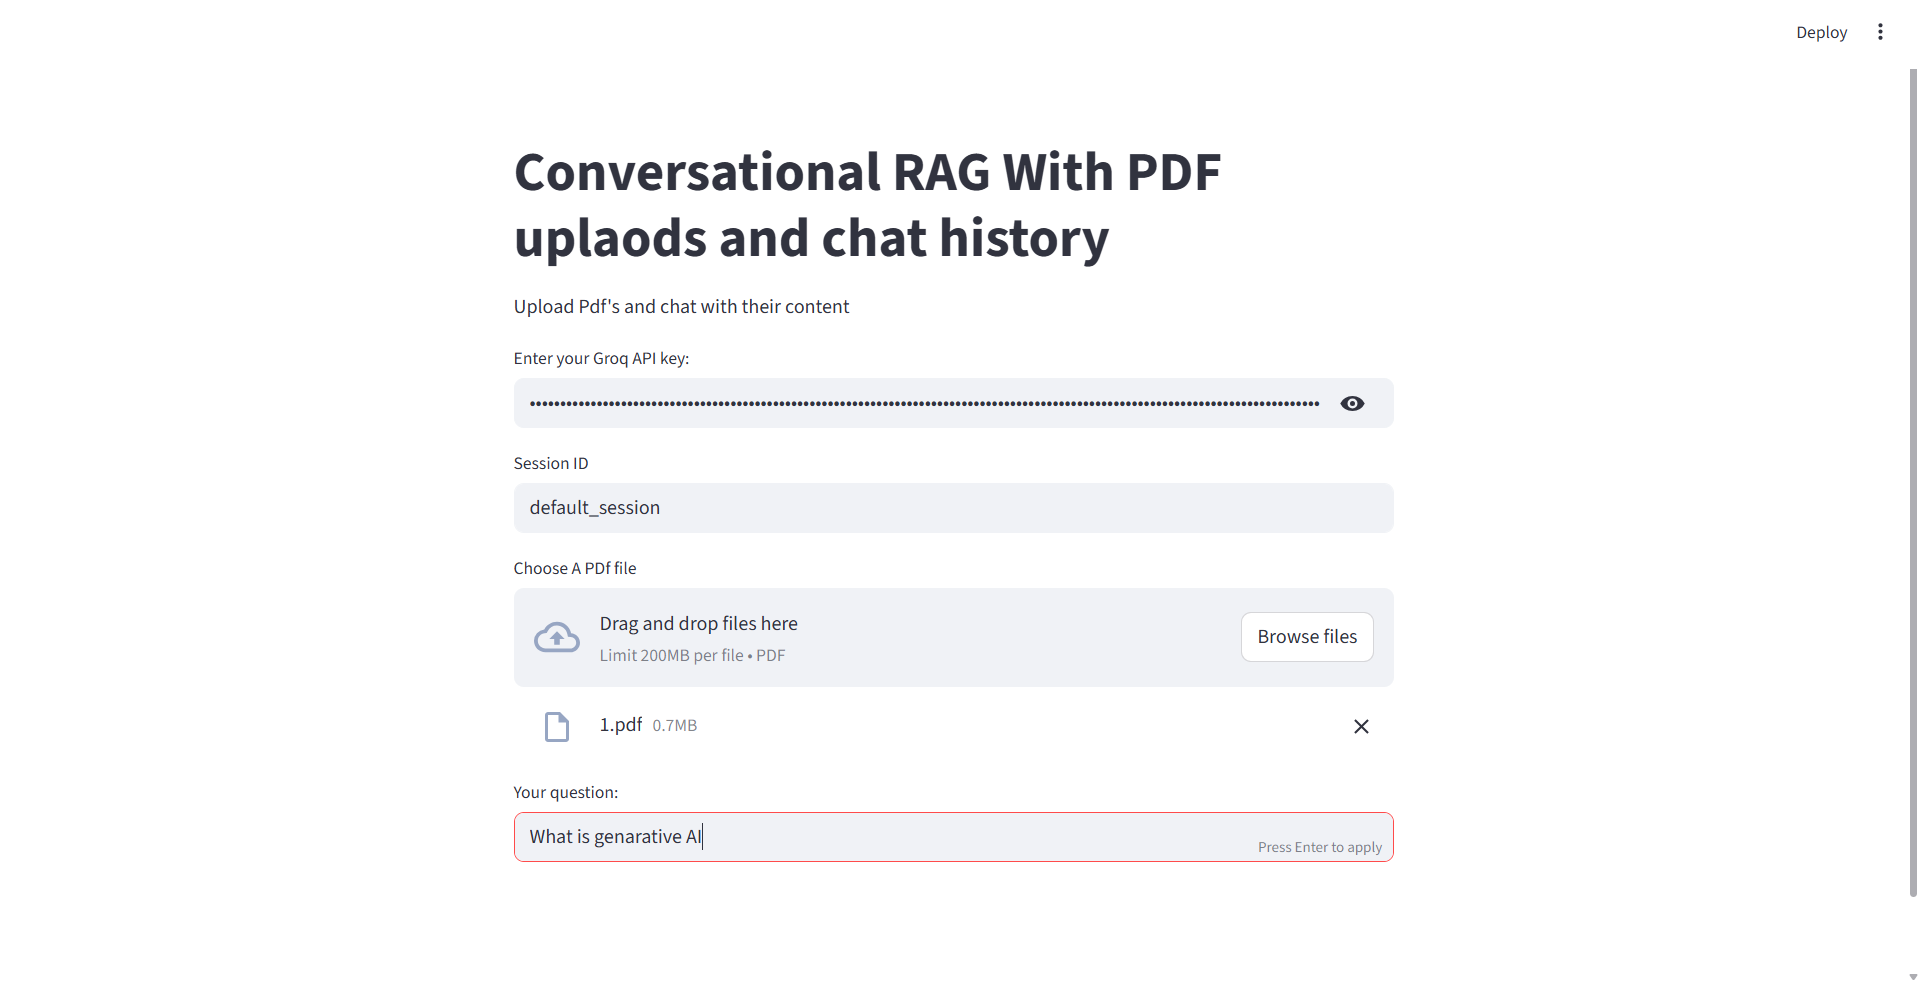 Deploy
Conversational RAG With PDF
uplaods and chat history
Upload Pdf's and chat with their content
Enter your Groq API key:
••••••••••••••••••••••••••••••••••••••••••••••••••••••••••••••••••••••••••••••••••••••••••••••••••••••••••••••••••••••••••••••••
Session ID
default_session
Choose A PDf file
Drag and drop files here
Limit 200MB per file • PDF
Browse files
1.pdf 0.7MB
Your question:
What is genarative AI
Press Enter to apply